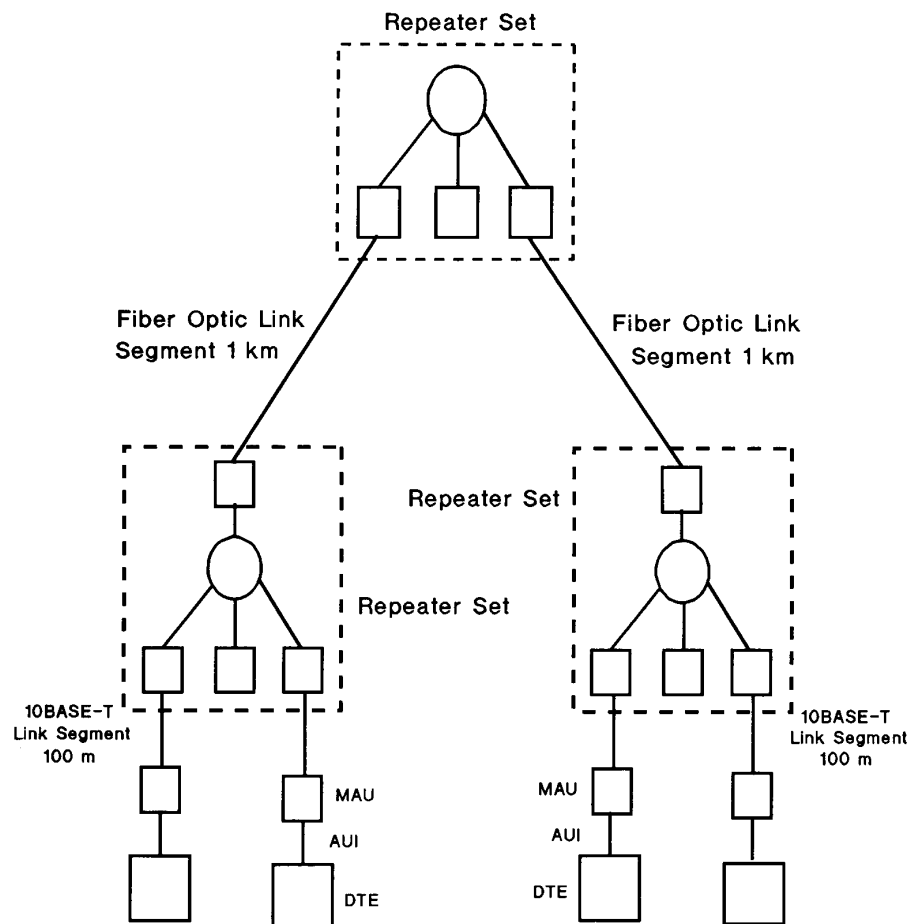 Repeater Set
Fiber Optic Link
Segment 1 km
Fiber Optic Link
Segment 1 km
Repeater Set
Repeater Set
10BASE-T
Link Segment
100 m
10BASE-T
Link Segment
100 m
MAU
MAU
AUI
AUI
DTE
DTE